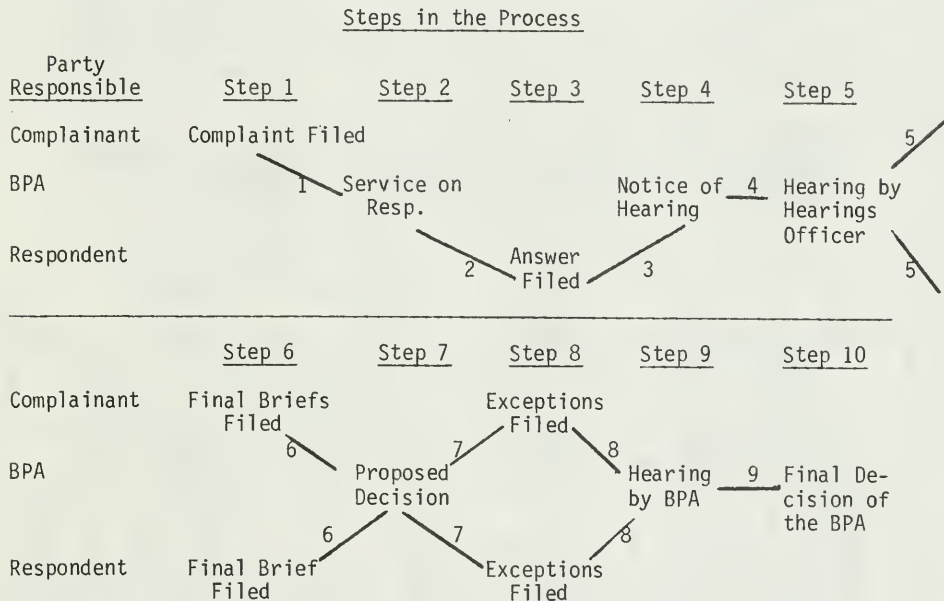 Steps in the Process
Party
Responsible Step 1 Step 2 Step 3 Step 4 Step 5
Complainant Complaint Filed 5
BPA 1 Service on Notice of 4 Hearing by
Resp. Hearing Hearings
Officer
Respondent 2 Answer 3 5
Filed
Step 6 Step 7 Step 8 Step 9 Step 10
Complainant Final Briefs Exceptions
Filed Filed
6 7 8
BPA Proposed Hearing 9 Final De-
Decision by BPA cision of
the BPA
6 7 8
Respondent Final Brief Exceptions
Filed Filed